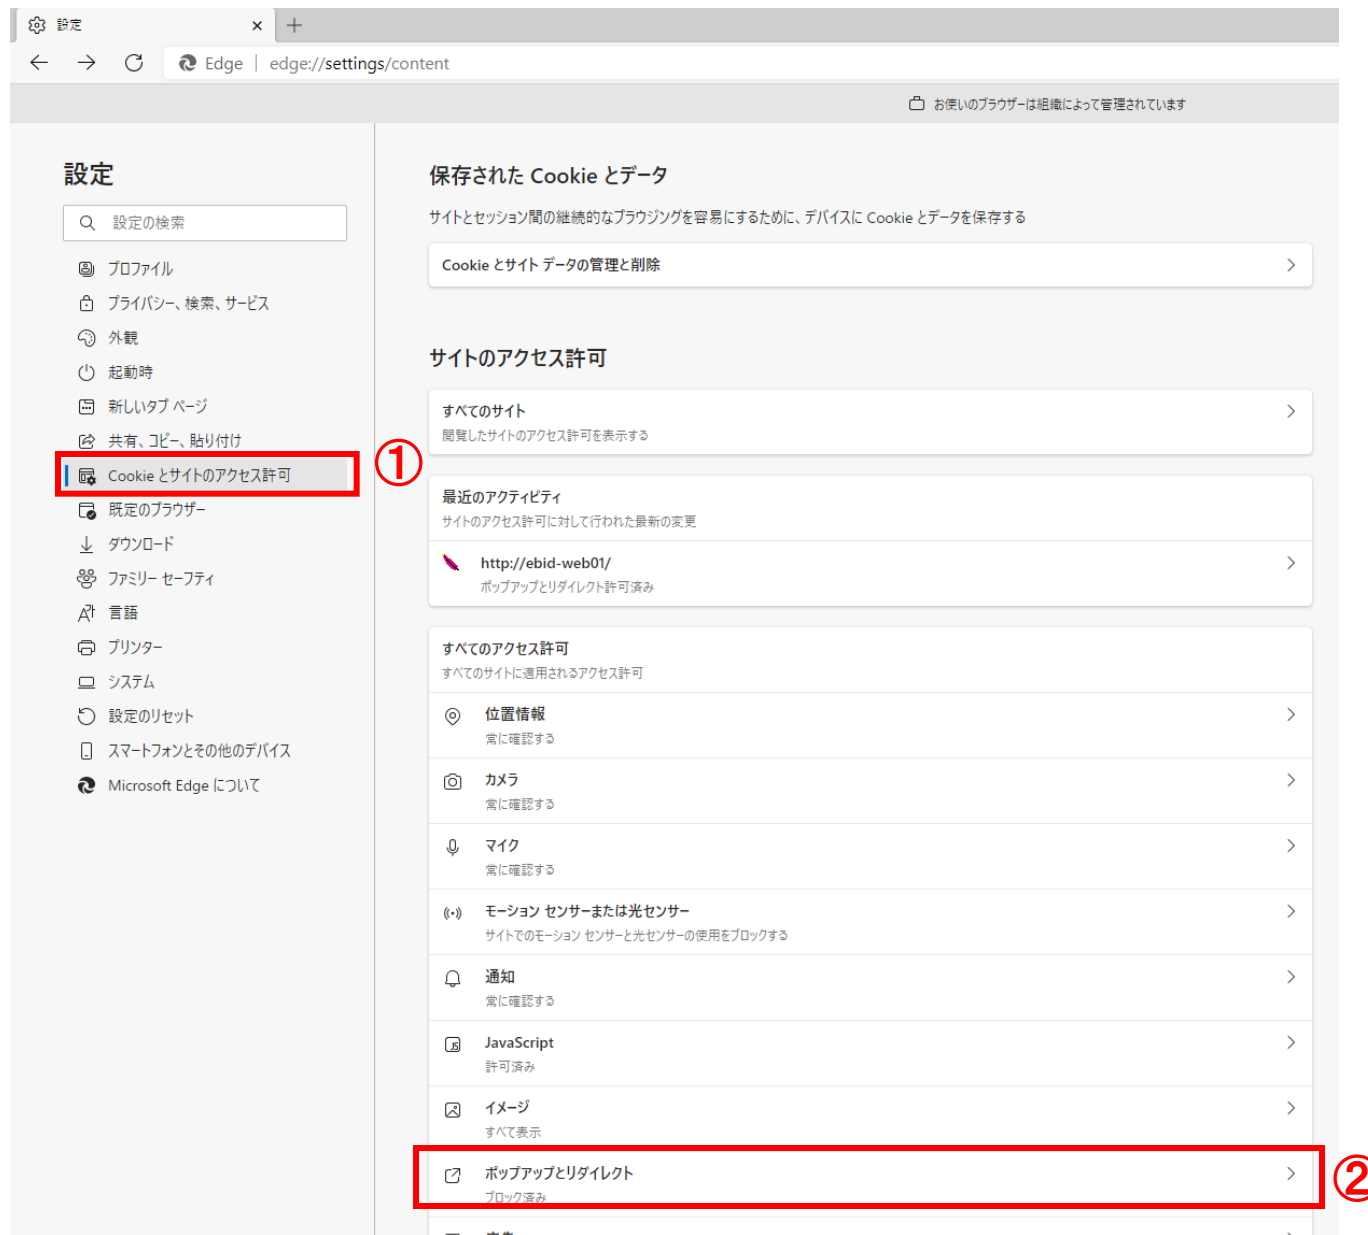 設定
Edge | edge://settings/content
お使いのブラウザーは組織によって管理されています
設定
設定の検索
プロファイル
プライバシー、検索、サービス
外観
起動時
新しいタブ ページ
共有、コピー、貼り付け
Cookie とサイトのアクセス許可
①
既定のブラウザー
ダウンロード
ファミリー セーフティ
言語
プリンター
システム
設定のリセット
スマートフォンとその他のデバイス
Microsoft Edge について
保存された Cookie とデータ
サイトとセッション間の継続的なブラウジングを容易にするために、デバイスに Cookie とデータを保存する
Cookie とサイト データの管理と削除
サイトのアクセス許可
すべてのサイト
閲覧したサイトのアクセス許可を表示する
最近のアクティビティ
サイトのアクセス許可に対して行われた最新の変更
http://ebid-web01/
ポップアップとリダイレクト許可済み
すべてのアクセス許可
すべてのサイトに適用されるアクセス許可
位置情報
常に確認する
カメラ
常に確認する
マイク
常に確認する
モーション センサーまたは光センサー
サイトでのモーション センサーと光センサーの使用をブロックする
通知
常に確認する
JavaScript
許可済み
イメージ
すべて表示
ポップアップとリダイレクト
ブロック済み
②